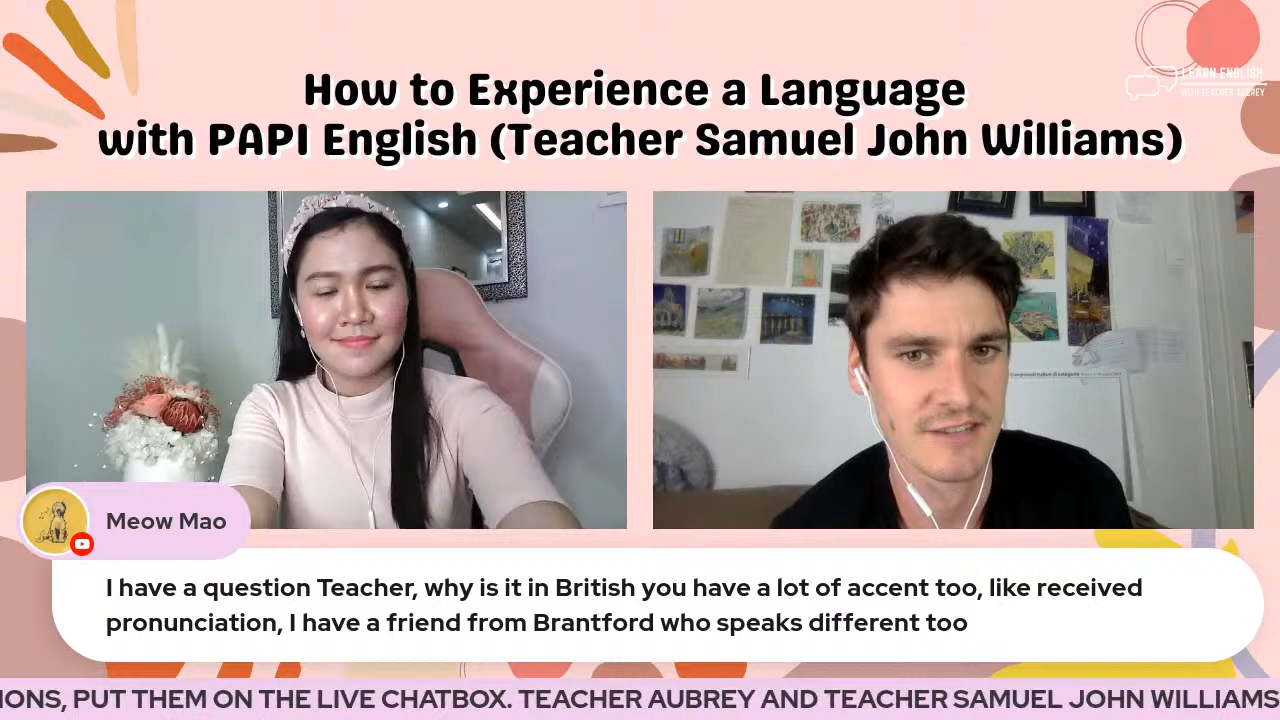 How to Experience a Language
with PAPI English (Teacher Samuel John Williams)
LEARN ENGLISH
WITH TEACHER AUBREY
Meow Mao
I have a question Teacher, why is it in British you have a lot of accent too, like received
pronunciation, I have a friend from Brantford who speaks different too
IONS, PUT THEM ON THE LIVE CHATBOX. TEACHER AUBREY AND TEACHER SAMUEL JOHN WILLIAMS